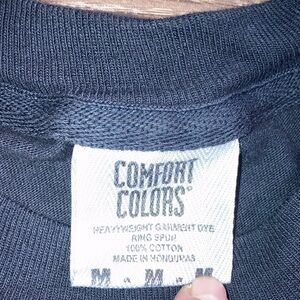 COMFORT
COLORS®
HEAVYWEIGHT GARMENT DYE
RING SPUN
100% COTTON
MADE IN HONDURAS
M . M . M